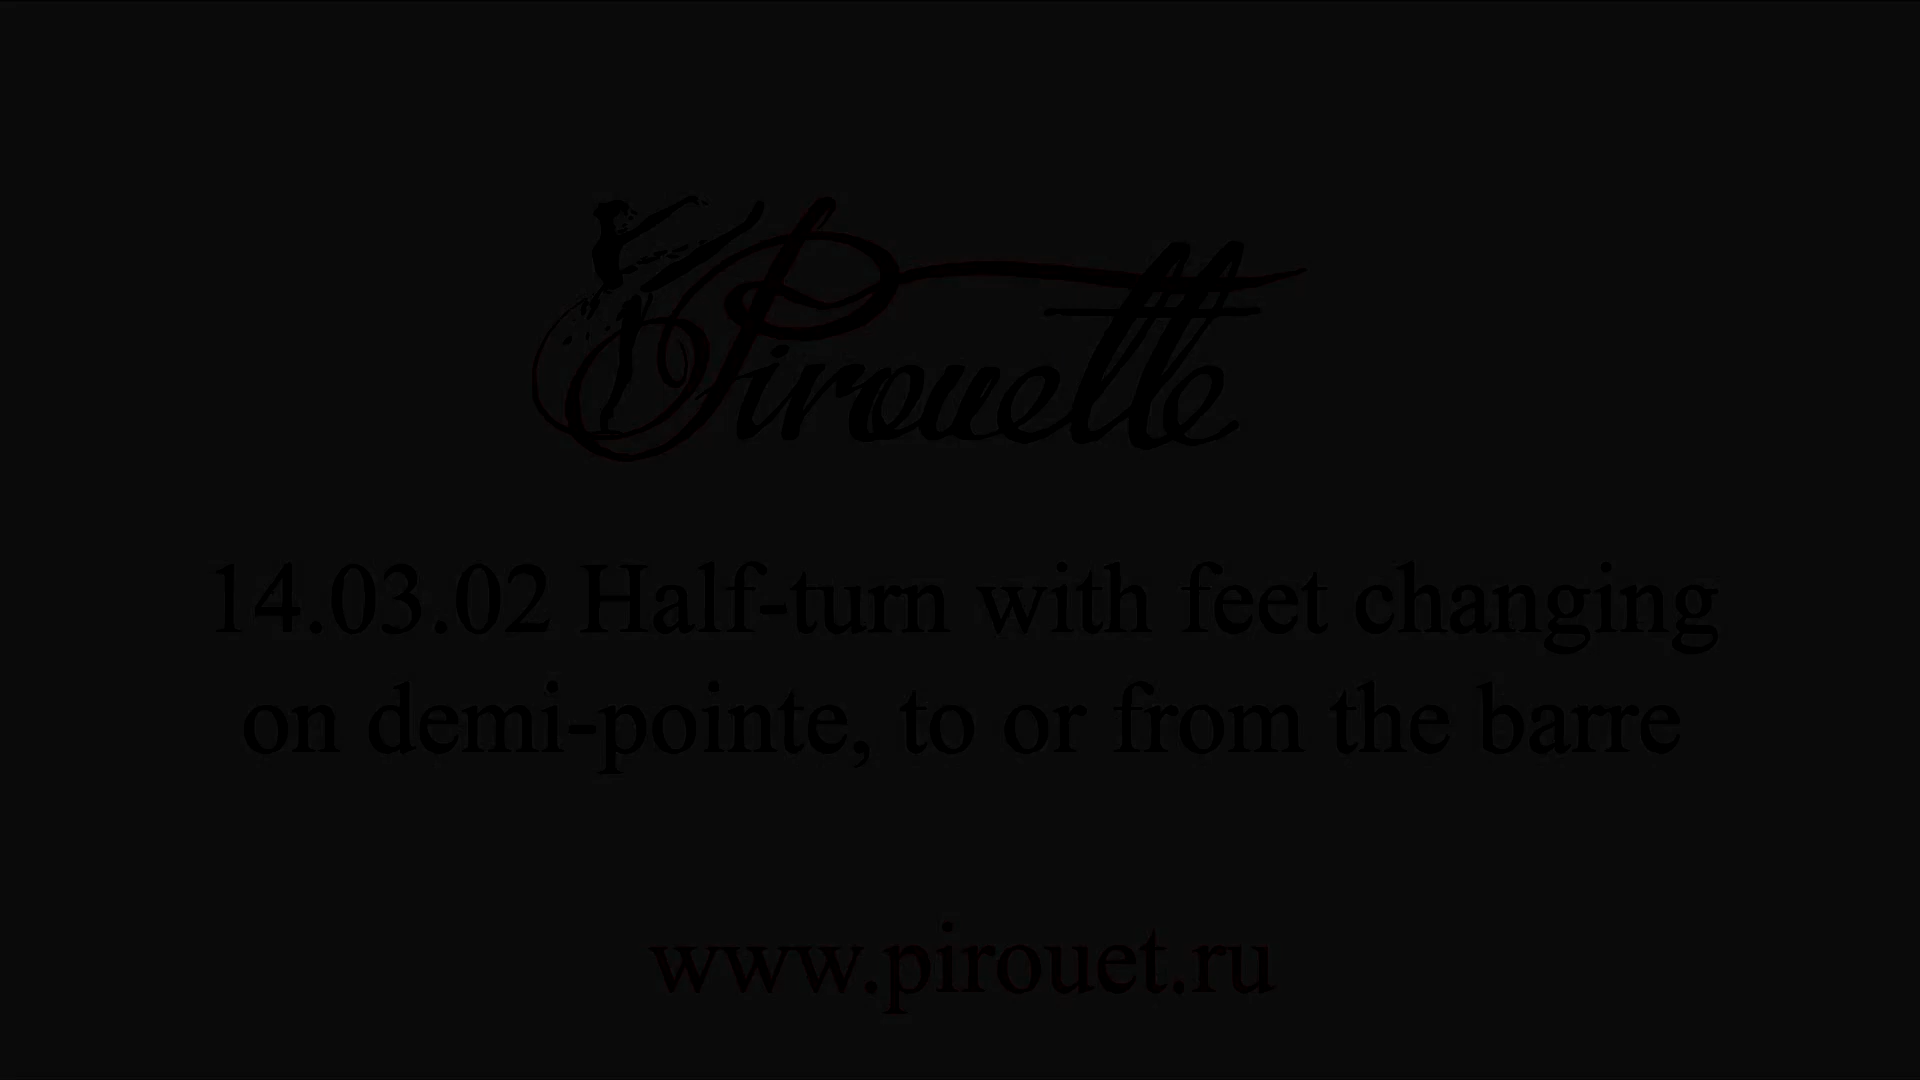 Pirouette
14.03.02 Half-turn with feet changing
on demi-pointe, to or from the barre
www.pirouet.ru